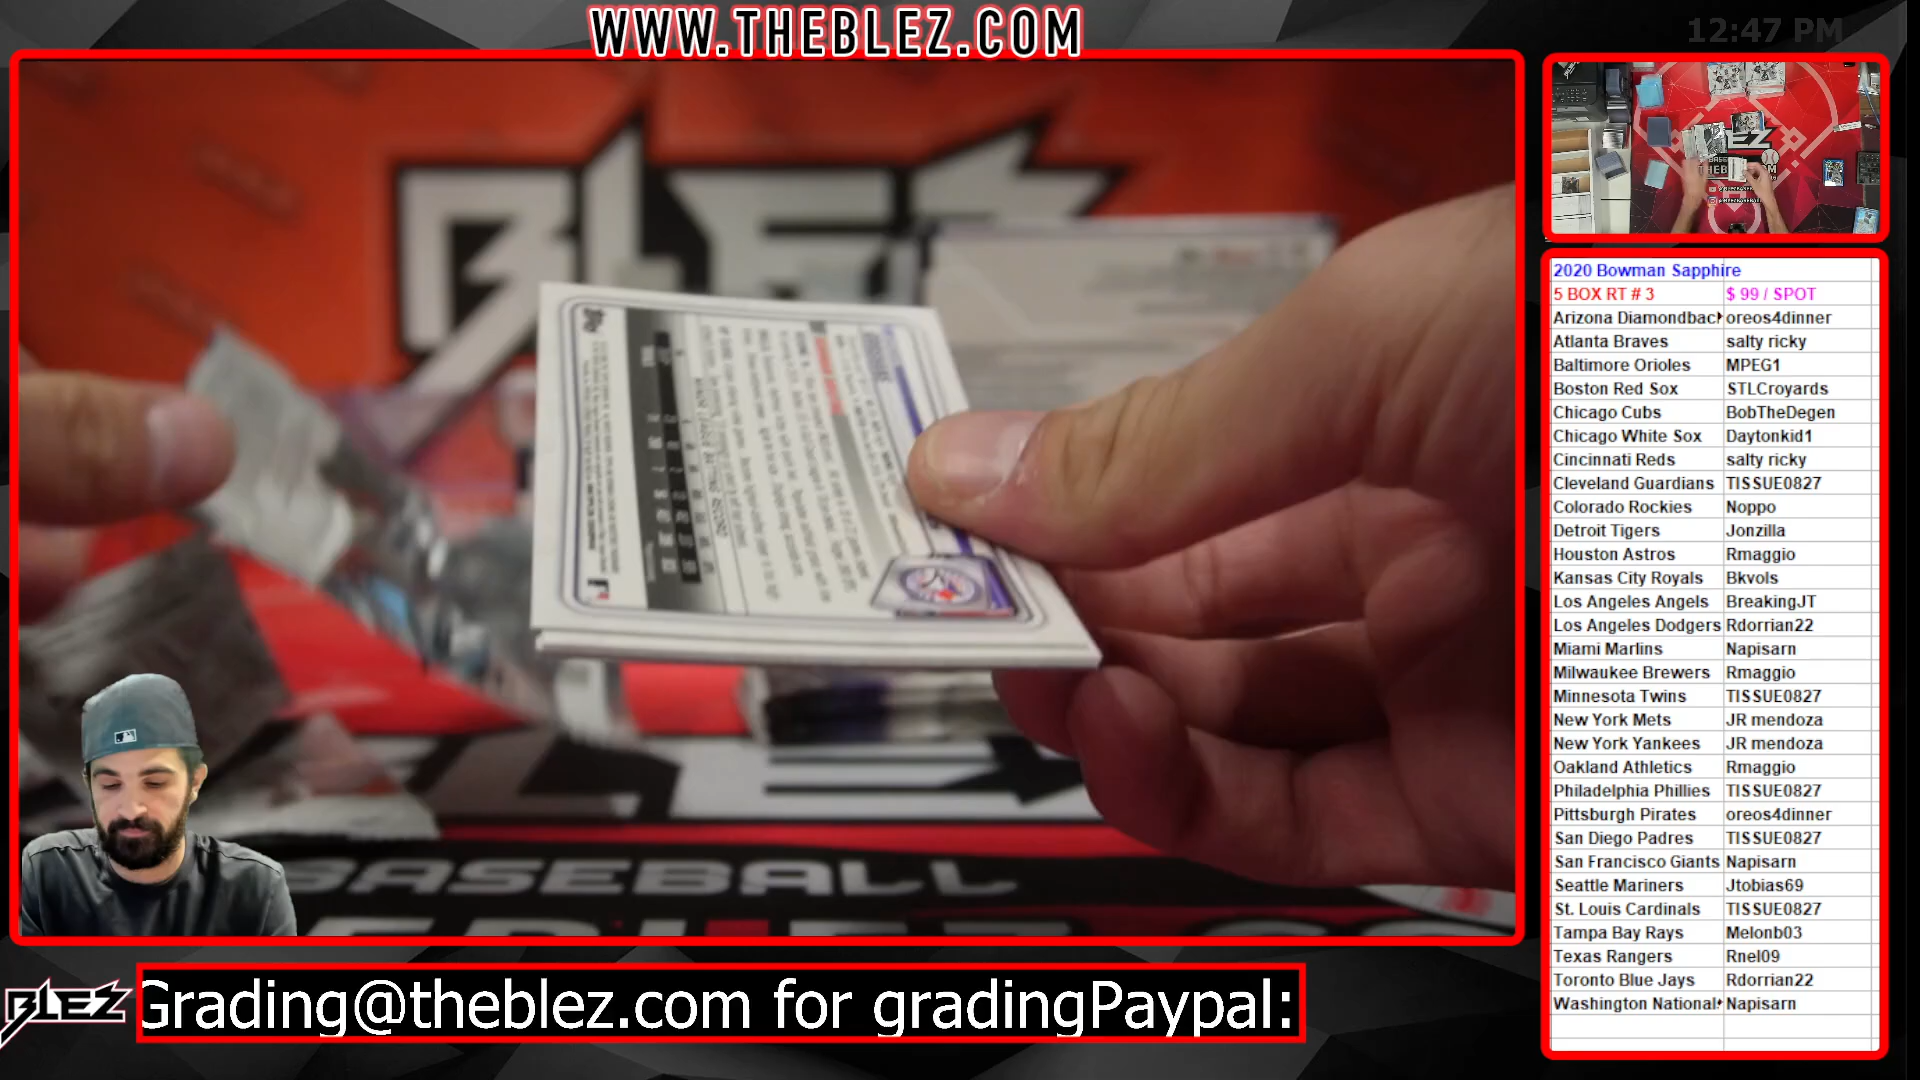 WWW.THEBLEZ.COM
12:47 PM
BLEZ
BASEBALL
2020 Bowman Sapphire
5 BOX RT # 3 $ 99 / SPOT
Arizona Diamondback oreos4dinner
Atlanta Braves salty ricky
Baltimore Orioles MPEG1
Boston Red Sox STLCroyards
Chicago Cubs BobTheDegen
Chicago White Sox Daytonkid1
Cincinnati Reds salty ricky
Cleveland Guardians TISSUE0827
Colorado Rockies Noppo
Detroit Tigers Jonzilla
Houston Astros Rmaggio
Kansas City Royals Bkvols
Los Angeles Angels BreakingJT
Los Angeles Dodgers Rdorrian22
Miami Marlins Napisarn
Milwaukee Brewers Rmaggio
Minnesota Twins TISSUE0827
New York Mets JR mendoza
New York Yankees JR mendoza
Oakland Athletics Rmaggio
Philadelphia Phillies TISSUE0827
Pittsburgh Pirates oreos4dinner
San Diego Padres TISSUE0827
San Francisco Giants Napisarn
Seattle Mariners Jtobias69
St. Louis Cardinals TISSUE0827
Tampa Bay Rays Melonb03
Texas Rangers Rnel09
Toronto Blue Jays Rdorrian22
Washington National Napisarn
BLEZ
Grading@theblez.com for gradingPaypal: